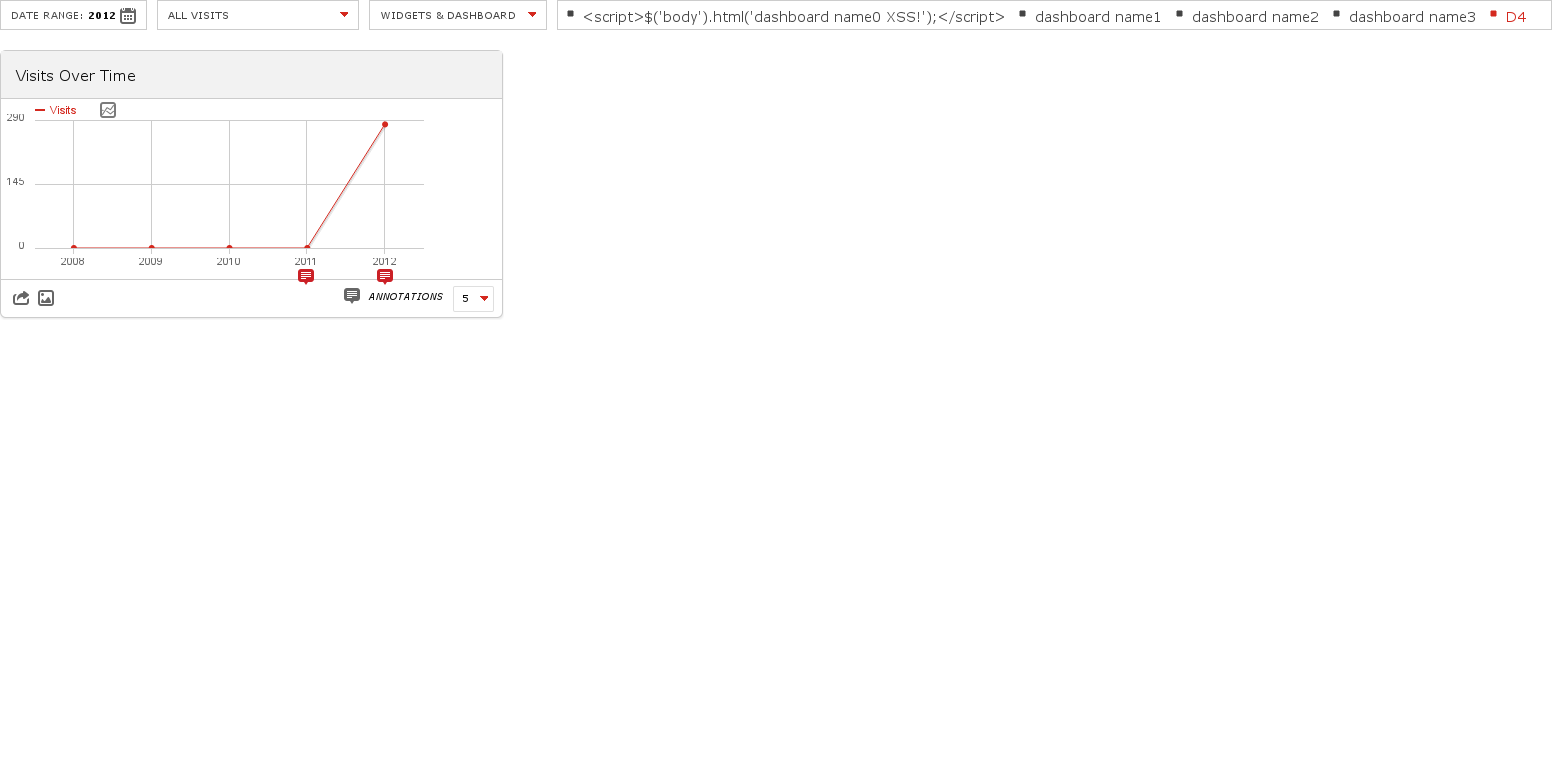 DATE RANGE: 2012
ALL VISITS
WIDGETS & DASHBOARD
<script>$('body').html('dashboard name0 XSS!');</script>
dashboard name1
dashboard name2
dashboard name3
D4
Visits Over Time
Visits
290
145
0
2008 2009 2010 2011 2012
ANNOTATIONS
5